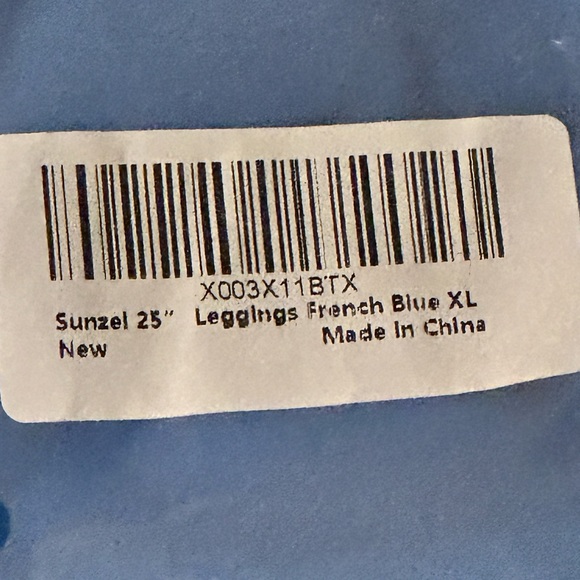 X003X11BTX
Sunzel 25" Leggings French Blue XL
New Made In China